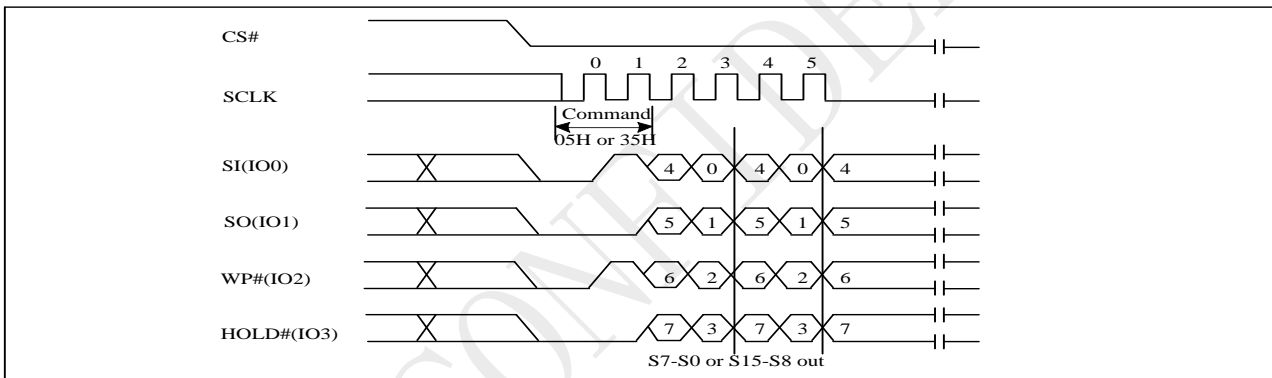 CS#
0 1 2 3 4 5
SCLK
Command
05H or 35H
SI(IO0) 4 0 4 0 4
SO(IO1) 5 1 5 1 5
WP#(IO2) 6 2 6 2 6
HOLD#(IO3) 7 3 7 3 7
S7-S0 or S15-S8 out